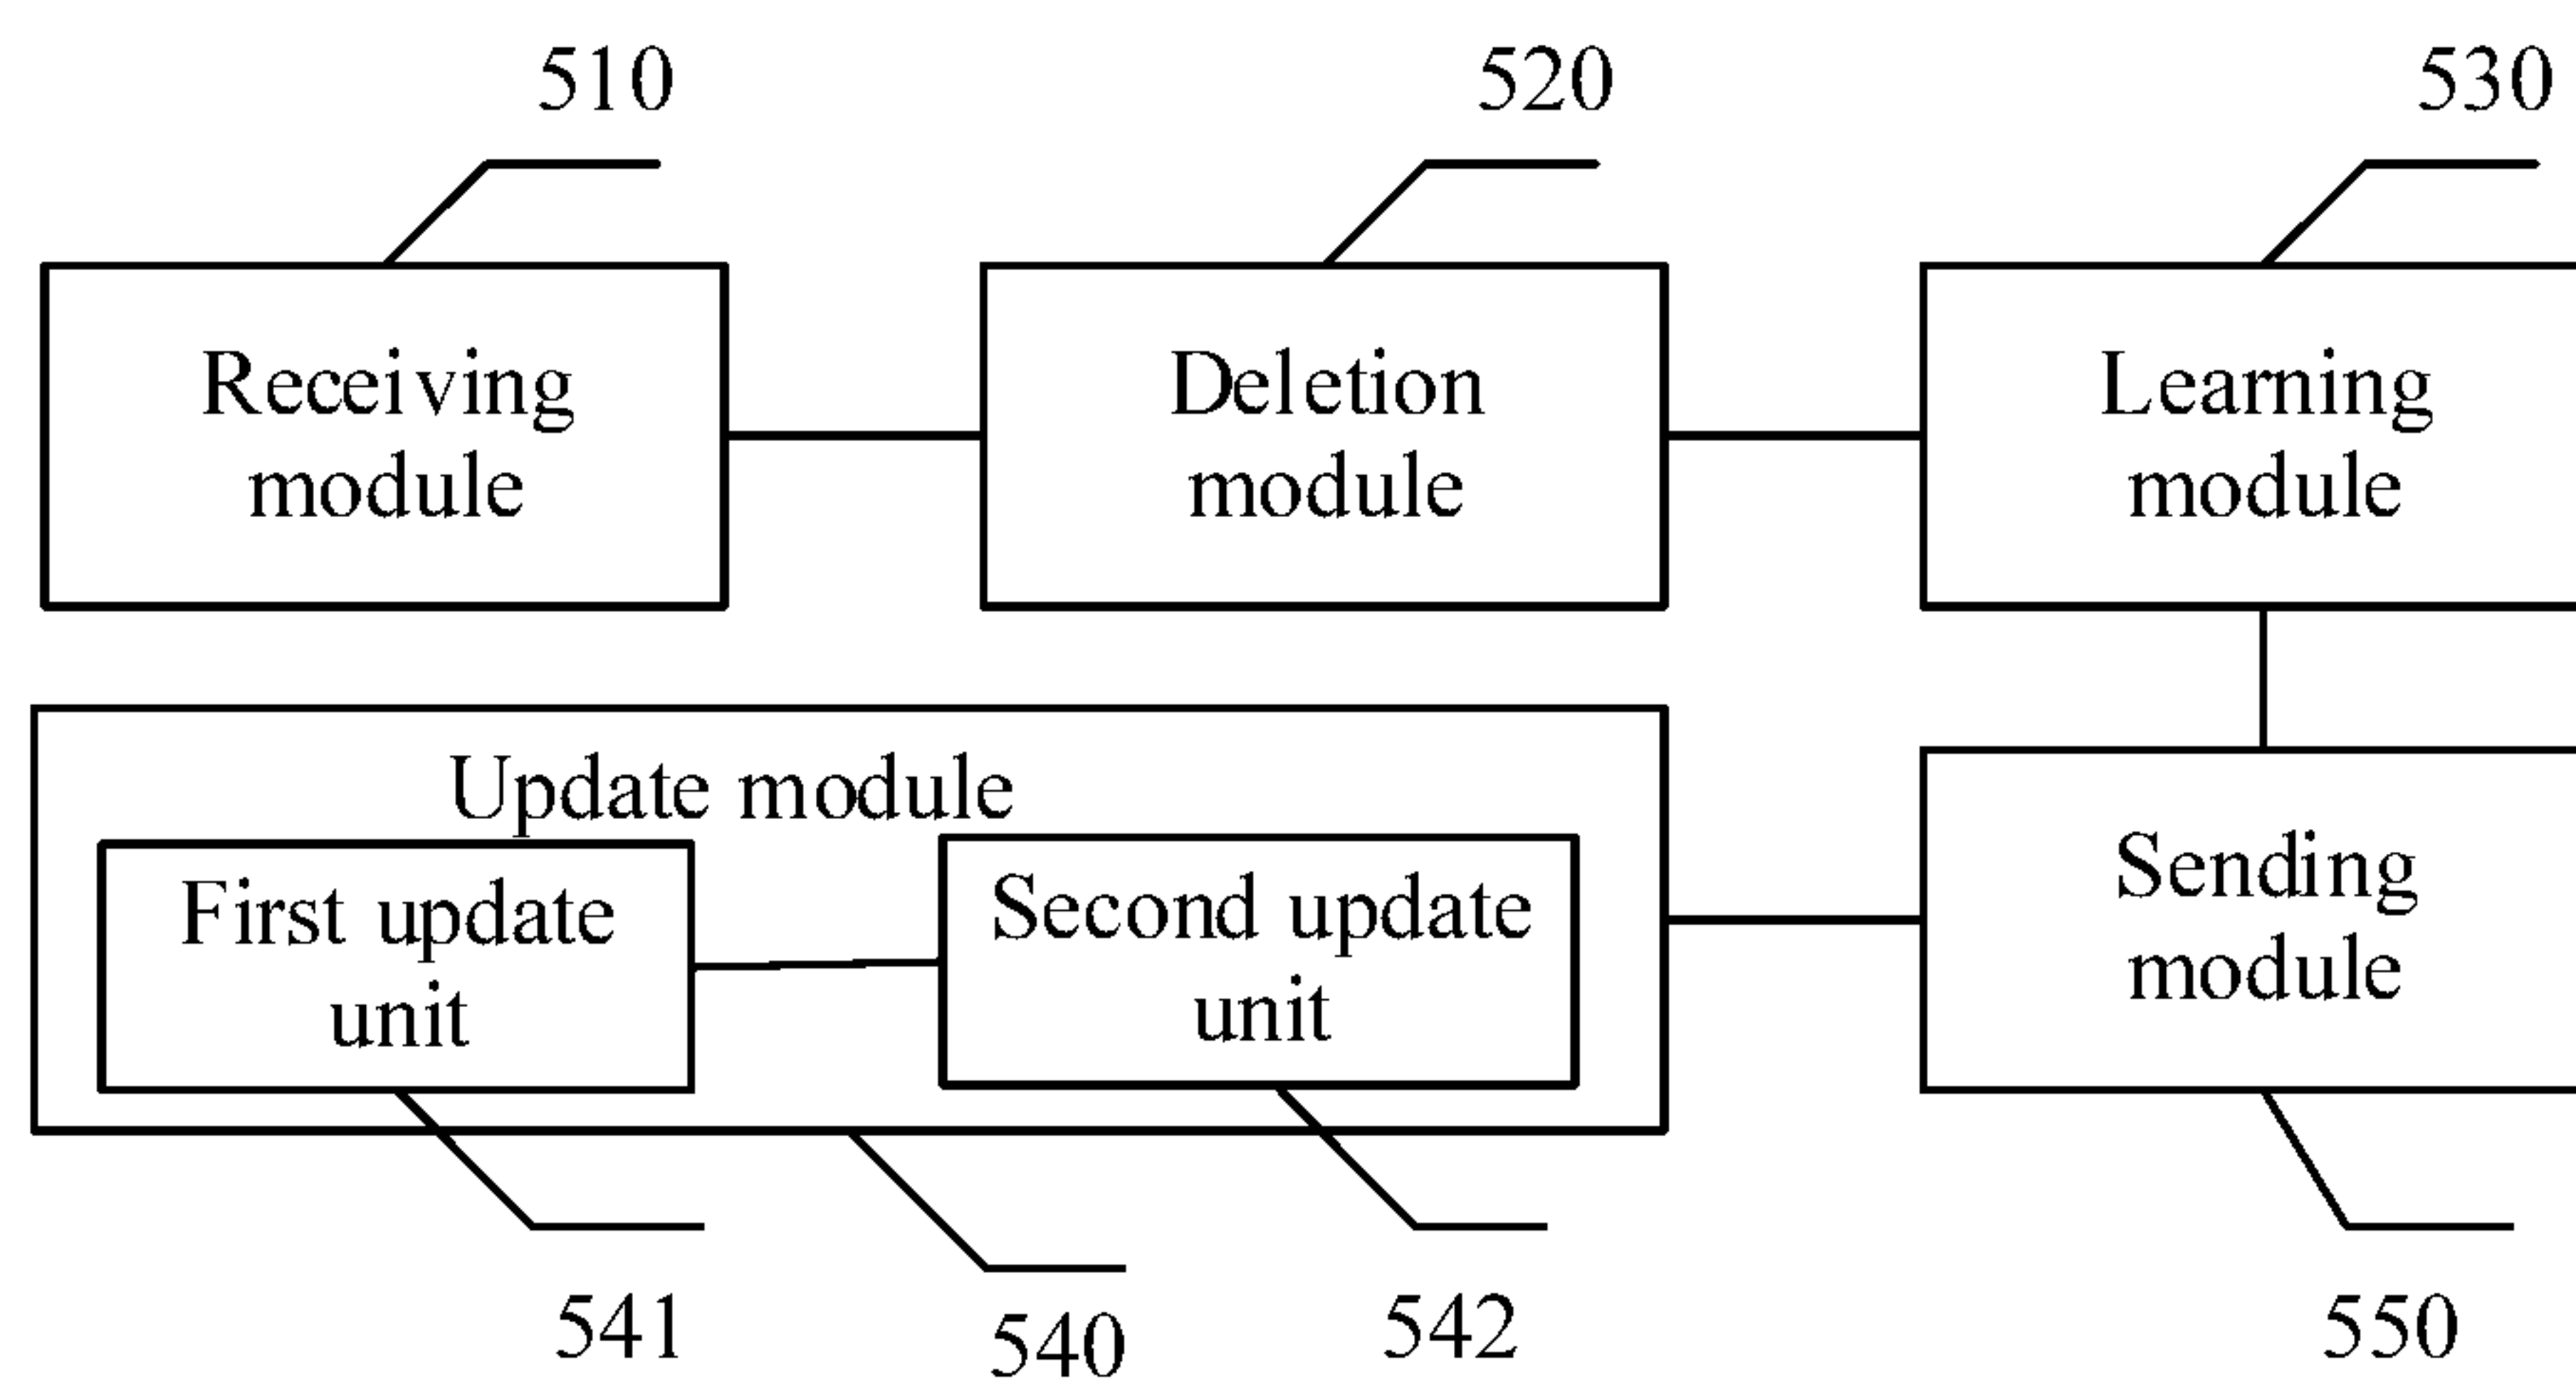 510
520
530
Receiving
module
Deletion
module
Learning
module
Update module
First update
unit
Second update
unit
Sending
module
541
540
542
550